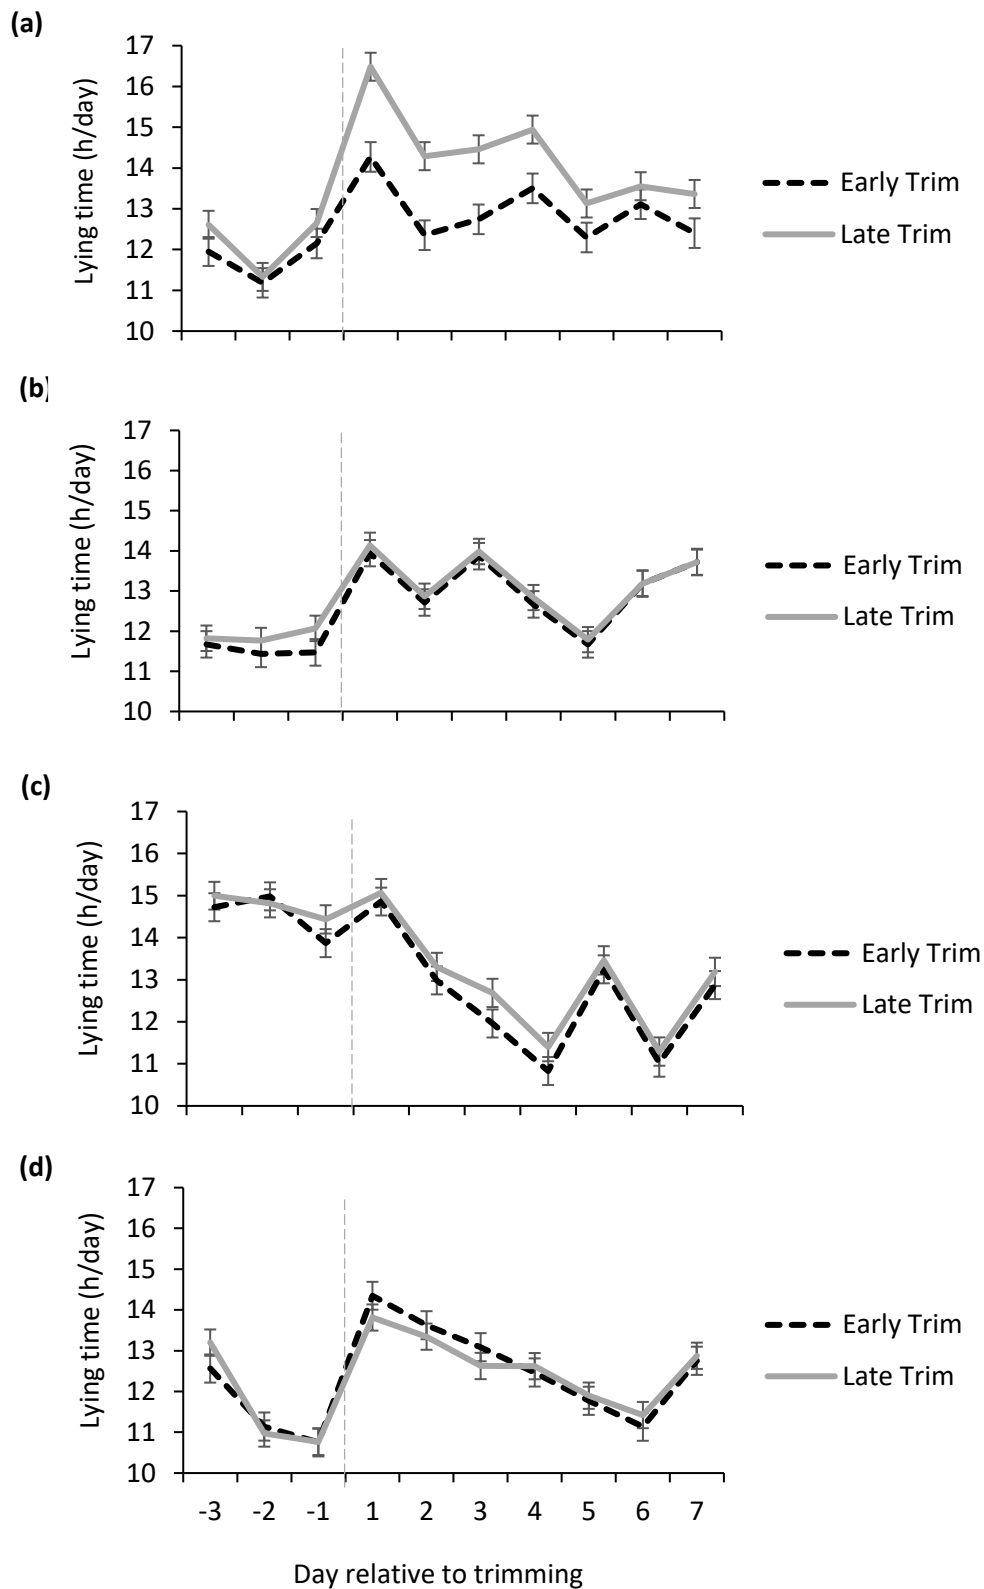 (a)
17
16
15
14
13
12
11
10
Lying time (h/day)
Early Trim
Late Trim
(b)
17
16
15
14
13
12
11
10
Lying time (h/day)
Early Trim
Late Trim
(c)
17
16
15
14
13
12
11
10
Lying time (h/day)
Early Trim
Late Trim
(d)
17
16
15
14
13
12
11
10
Lying time (h/day)
Early Trim
Late Trim
-3 -2 -1 1 2 3 4 5 6 7
Day relative to trimming